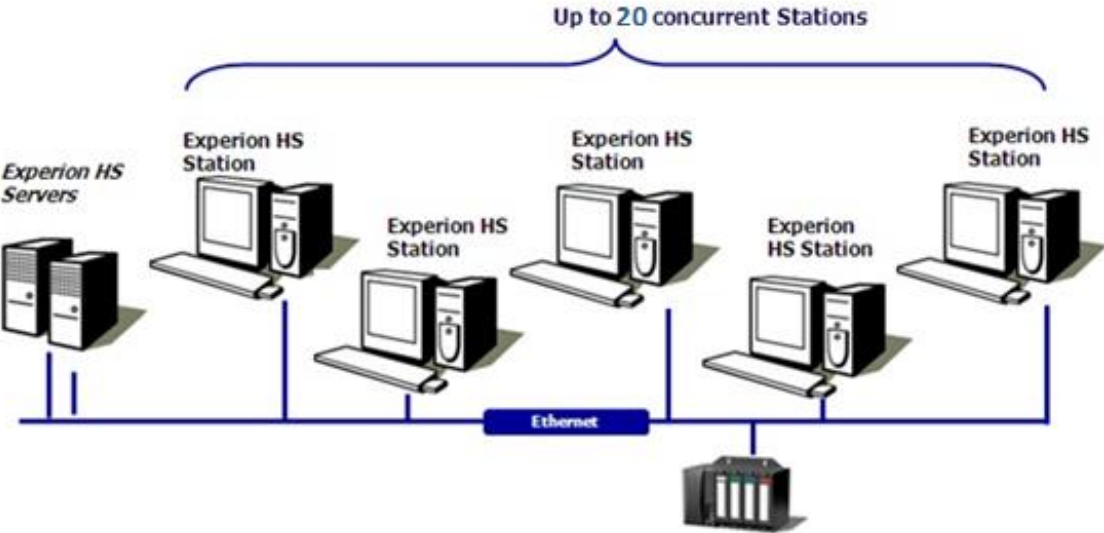 Up to 20 concurrent Stations
Experion HS
Servers
Experion HS
Station
Experion HS
Station
Experion HS
Station
Experion
HS Station
Experion HS
Station
Ethernet